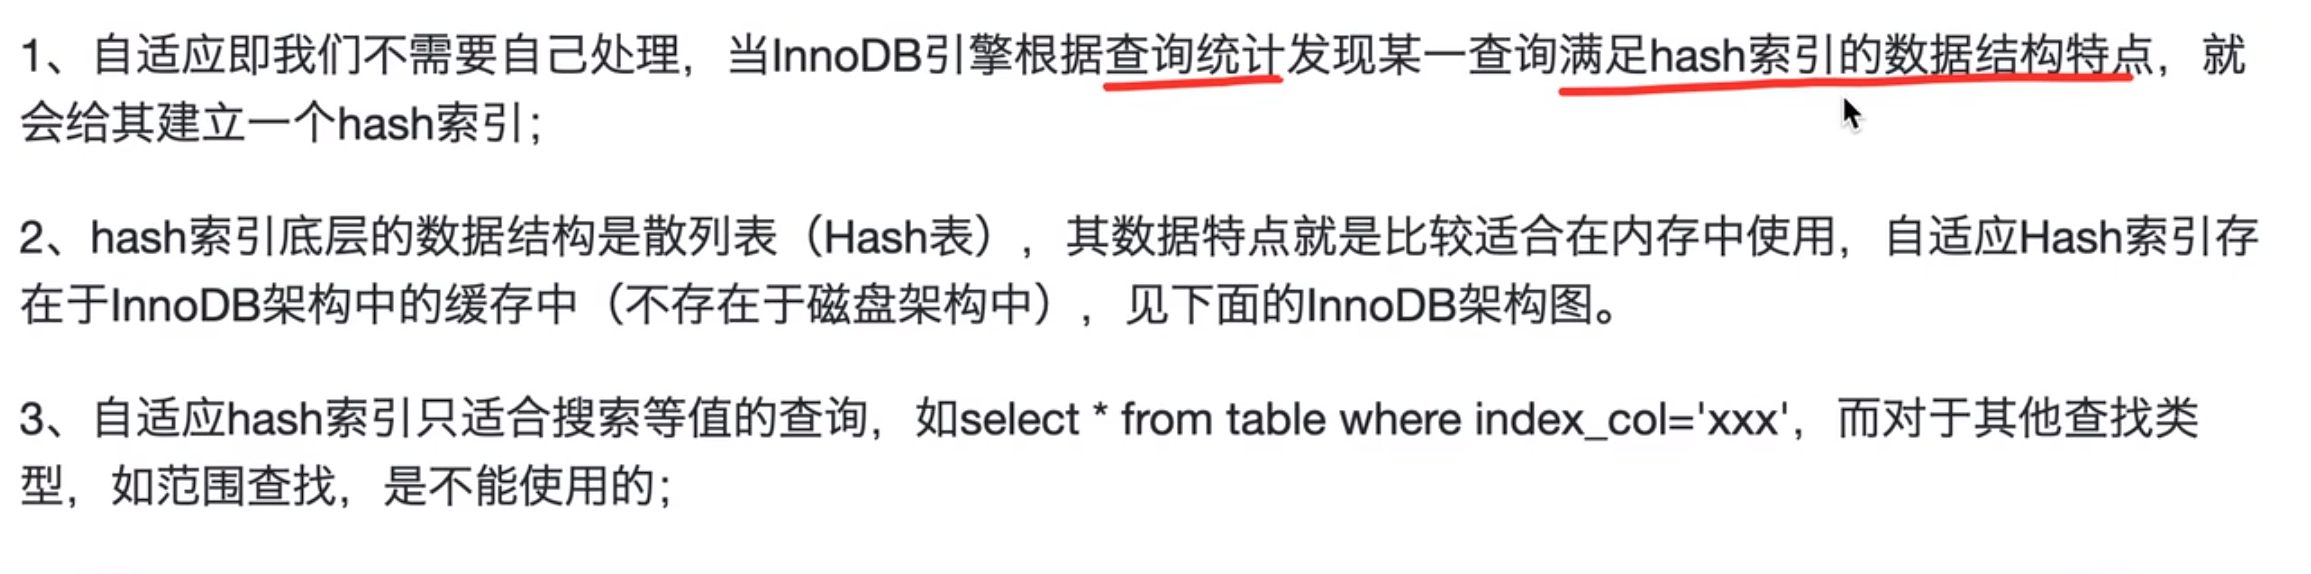 1、自适应即我们不需要自己处理，当InnoDB引擎根据查询统计发现某一查询满足hash索引的数据结构特点，就
会给其建立一个hash索引；
2、hash索引底层的数据结构是散列表（Hash表），其数据特点就是比较适合在内存中使用，自适应Hash索引存
在于InnoDB架构中的缓存中（不存在于磁盘架构中），见下面的InnoDB架构图。
3、自适应hash索引只适合搜索等值的查询，如select * from table where index_col='xxx'，而对于其他查找类
型，如范围查找，是不能使用的；